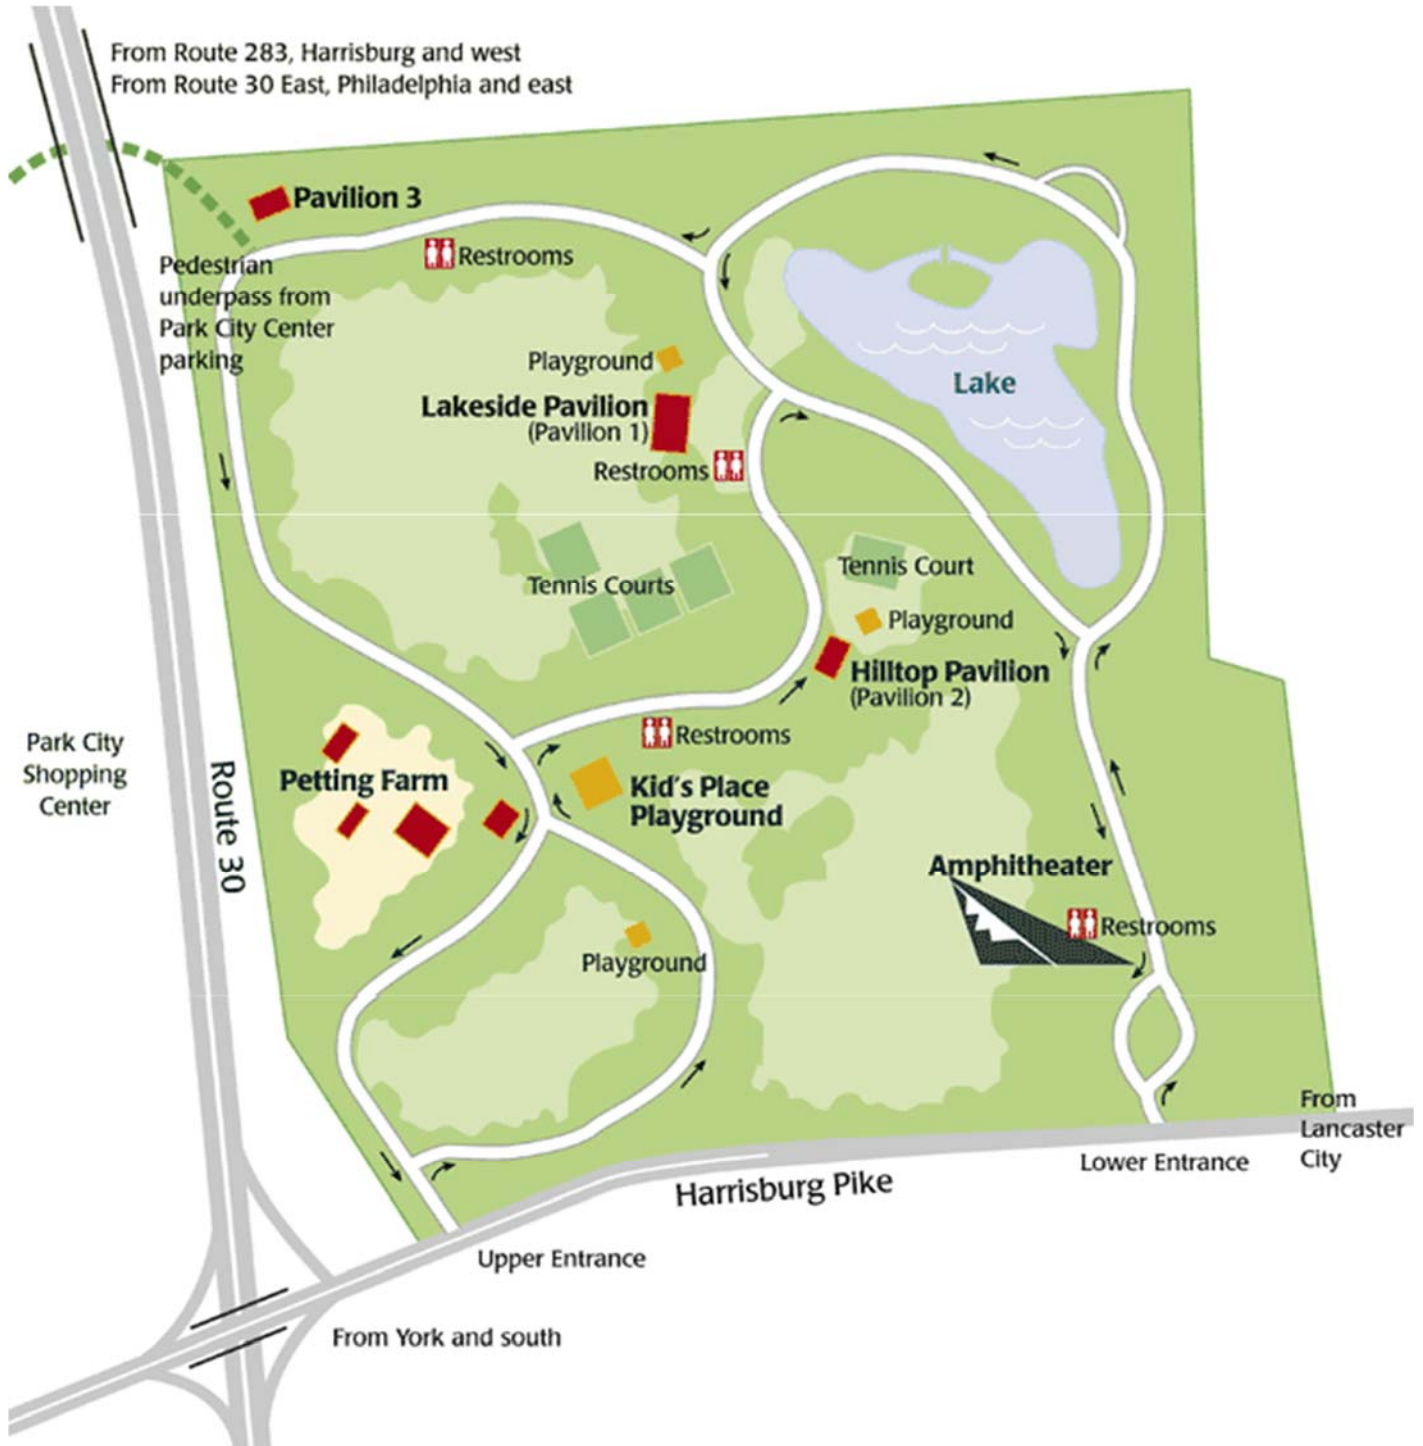 From Route 283, Harrisburg and west
From Route 30 East, Philadelphia and east
Pavilion 3
Restrooms
Pedestrian
underpass from
Park City Center
parking
Playground
Lakeside Pavilion
(Pavilion 1)
Restrooms
Lake
Tennis Courts
Tennis Court
Playground
Hilltop Pavilion
(Pavilion 2)
Restrooms
Park City
Shopping
Center
Route 30
Petting Farm
Kid's Place
Playground
Amphitheater
Restrooms
Playground
From
Lancaster
City
Lower Entrance
Harrisburg Pike
Upper Entrance
From York and south